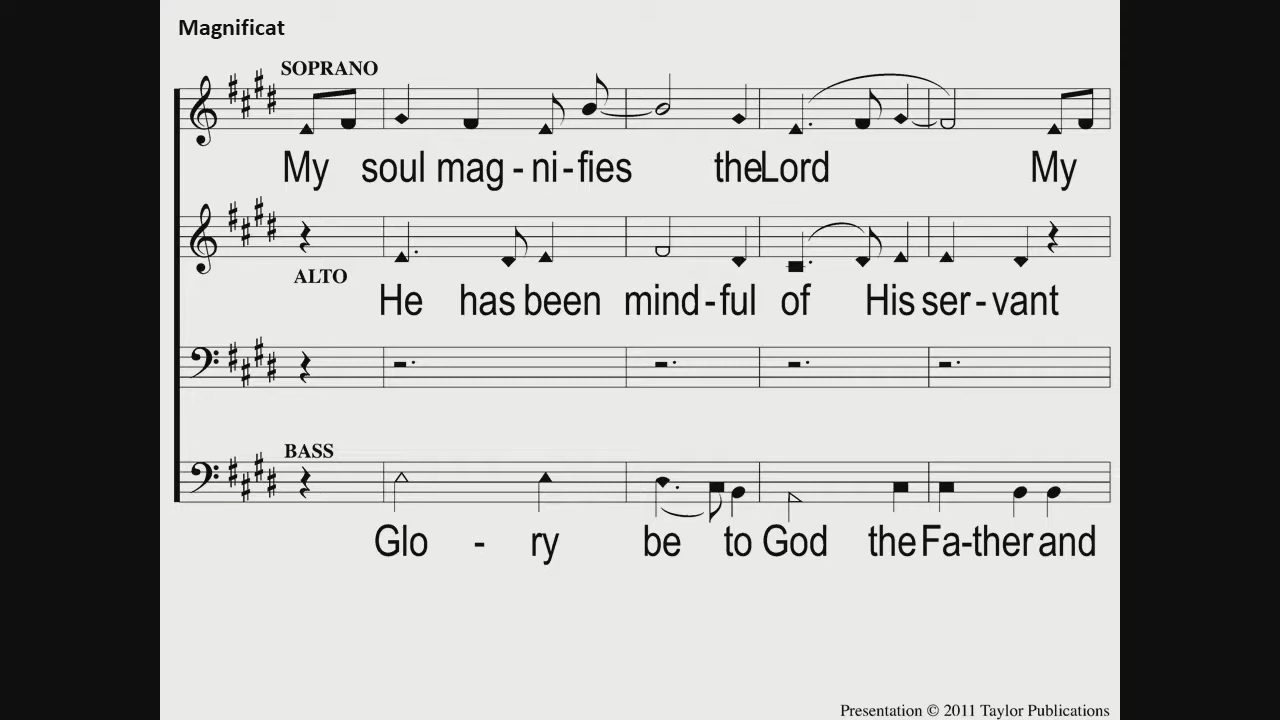 Magnificat
SOPRANO
My soul mag - ni - fies the Lord My
ALTO
He has been mind - ful of His ser - vant
BASS
Glo - ry be to God the Fa - ther and
Presentation © 2011 Taylor Publications